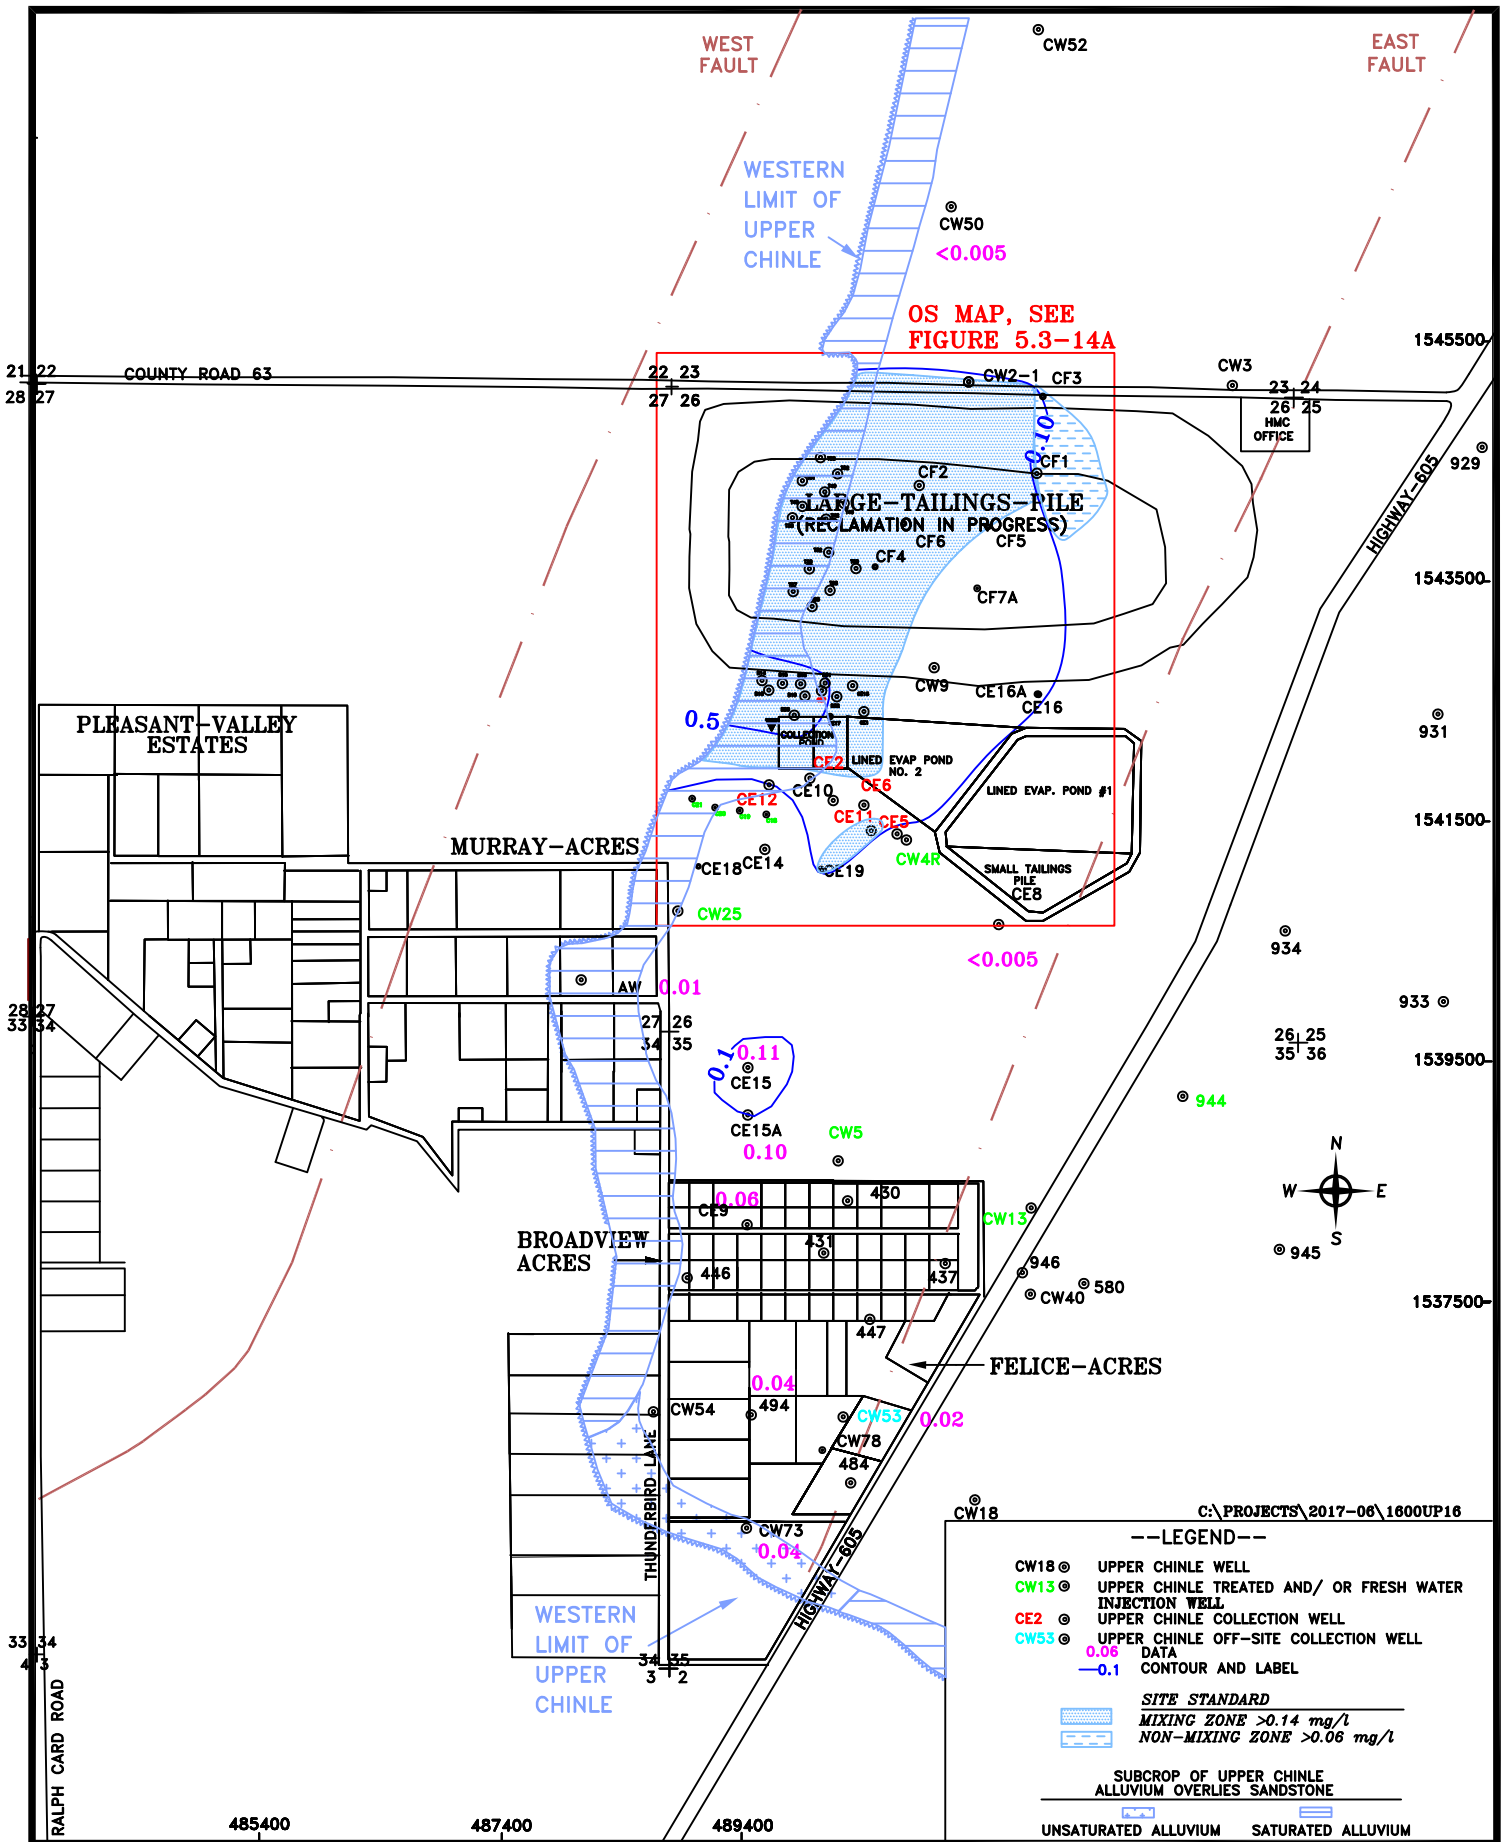 WEST
FAULT
EAST
FAULT
CW52
WESTERN
LIMIT OF
UPPER
CHINLE
CW50
<0.005
OS MAP, SEE
FIGURE 5.3-14A
1545500
21 22
28 27
COUNTY ROAD 63
22 23
27 26
CW2-1
CF3
CW3
23 24
26 25
HMC
OFFICE
0.10
929
CF1
CF2
LARGE-TAILINGS-PILE
(RECLAMATION IN PROGRESS)
CF6
CF5
CF4
HIGHWAY-605
1543500
CF7A
CW9
CE16A
CE16
0.5
PLEASANT-VALLEY
ESTATES
931
COLLECTION
POND
CE2
LINED EVAP POND
NO. 2
CE10
CE12
CE6
LINED EVAP. POND #1
CE11
CE5
1541500
MURRAY-ACRES
CE14
CW4R
CE18
CE19
SMALL TAILINGS
PILE
CE8
CW25
934
<0.005
AW
0.01
933
28 27
33 34
27 26
34 35
26 25
35 36
0.1
0.11
CE15
1539500
944
CE15A
0.10
CW5
N
W
E
S
0.06
CE9
430
CW13
BROADVIEW
ACRES
431
945
446
437
946
580
CW40
1537500
447
FELICE-ACRES
0.04
494
CW54
CW53
0.02
CW78
484
THUNDERBIRD LANE
CW18
CW73
0.04
HIGHWAY-605
WESTERN
LIMIT OF
UPPER
CHINLE
33 34
4 3
34 35
3 2
RALPH CARD ROAD
485400
487400
489400
C:\PROJECTS\2017-06\1600UP16
--LEGEND--
CW18 UPPER CHINLE WELL
CW13 UPPER CHINLE TREATED AND/ OR FRESH WATER
INJECTION WELL
CE2 UPPER CHINLE COLLECTION WELL
CW53 UPPER CHINLE OFF-SITE COLLECTION WELL
0.06 DATA
0.1 CONTOUR AND LABEL
SITE STANDARD
MIXING ZONE >0.14 mg/l
NON-MIXING ZONE >0.06 mg/l
SUBCROP OF UPPER CHINLE
ALLUVIUM OVERLIES SANDSTONE
UNSATURATED ALLUVIUM
SATURATED ALLUVIUM